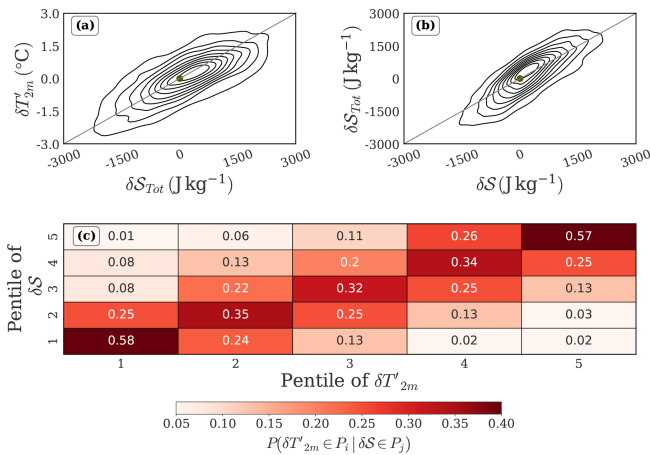 (a)
3.0
1.5
0.0
-1.5
-3.0
δT′2m (°C)
-3000 -1500 0 1500 3000
δS_Tot (J kg⁻¹)
(b)
3000
1500
0
-1500
-3000
δS_Tot (J kg⁻¹)
-3000 -1500 0 1500 3000
δS (J kg⁻¹)
(c)
Pentile of δS
5 0.01 0.06 0.11 0.26 0.57
4 0.08 0.13 0.2 0.34 0.25
3 0.08 0.22 0.32 0.25 0.13
2 0.25 0.35 0.25 0.13 0.03
1 0.58 0.24 0.13 0.02 0.02
1 2 3 4 5
Pentile of δT′2m
0.05 0.10 0.15 0.20 0.25 0.30 0.35 0.40
P(δT′2m ∈ Pi | δS ∈ Pj)